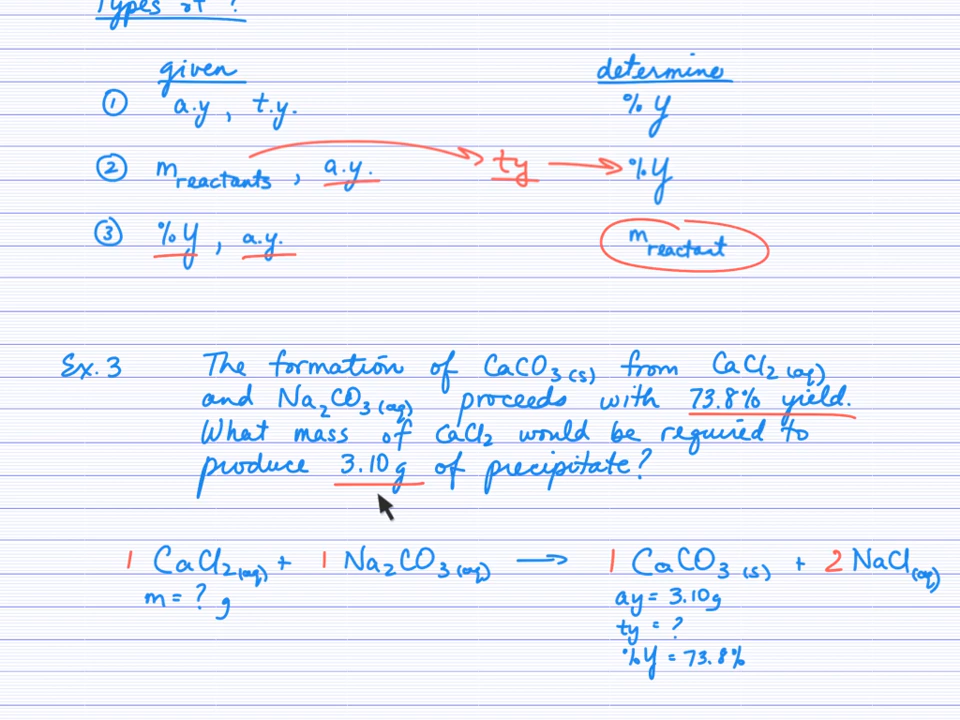 Types of ?
given determine
① a.y , t.y. % Y
② m reactants , a.y. ty → % Y
③ % Y , a.y. m reactant
Ex. 3 The formation of CaCO3 (s) from CaCl2 (aq)
and Na2CO3 (aq) proceeds with 73.8% yield.
What mass of CaCl2 would be required to
produce 3.10 g of precipitate?
1 CaCl2 (aq) + 1 Na2CO3 (aq) → 1 CaCO3 (s) + 2 NaCl (aq)
m = ? g ay = 3.10g
ty = ?
% Y = 73.8%